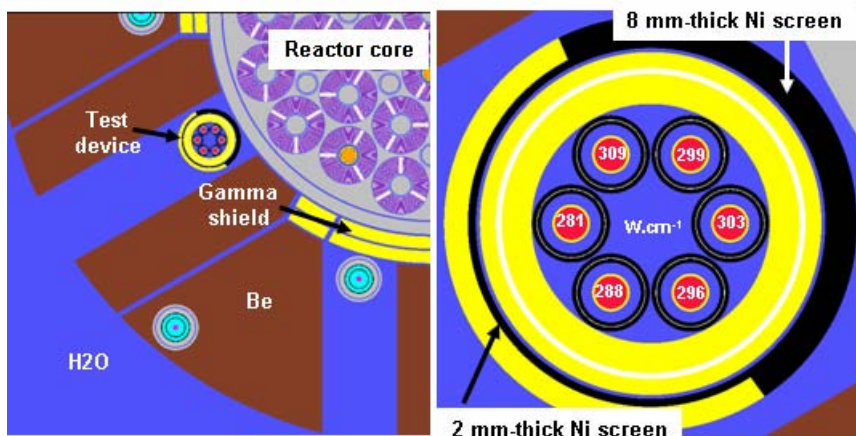 Reactor core
Test
device
Gamma
shield
Be
H2O
8 mm-thick Ni screen
309
299
281
W.cm⁻¹
303
288
296
2 mm-thick Ni screen